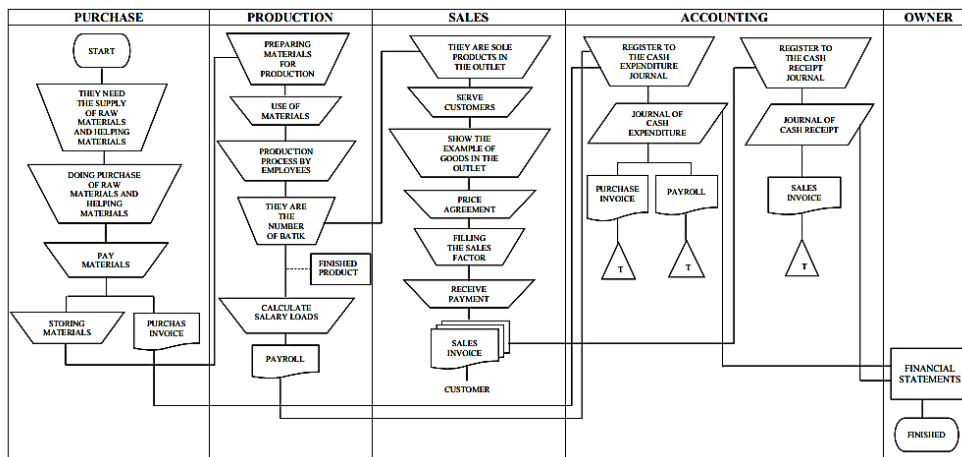 PURCHASE
PRODUCTION
SALES
ACCOUNTING
OWNER
START
THEY NEED
THE SUPPLY
OF RAW
MATERIALS
AND HELPING
MATERIALS
DOING PURCHASE
OF RAW
MATERIALS AND
HELPING
MATERIALS
PAY
MATERIALS
STORING
MATERIALS
PURCHAS
INVOICE
PREPARING
MATERIALS
FOR
PRODUCTION
USE OF
MATERIALS
PRODUCTION
PROCESS BY
EMPLOYEES
THEY ARE
THE
NUMBER
OF BATIK
FINISHED
PRODUCT
CALCULATE
SALARY LOADS
PAYROLL
THEY ARE SOLE
PRODUCTS IN
THE OUTLET
SERVE
CUSTOMERS
SHOW THE
EXAMPLE OF
GOODS IN THE
OUTLET
PRICE
AGREEMENT
FILLING
THE SALES
FACTOR
RECEIVE
PAYMENT
SALES
INVOICE
CUSTOMER
REGISTER TO
THE CASH
EXPENDITURE
JOURNAL
JOURNAL OF
CASH
EXPENDITURE
PURCHASE
INVOICE
PAYROLL
T
T
REGISTER TO
THE CASH
RECEIPT
JOURNAL
JOURNAL OF
CASH RECEIPT
SALES
INVOICE
T
FINANCIAL
STATEMENTS
FINISHED